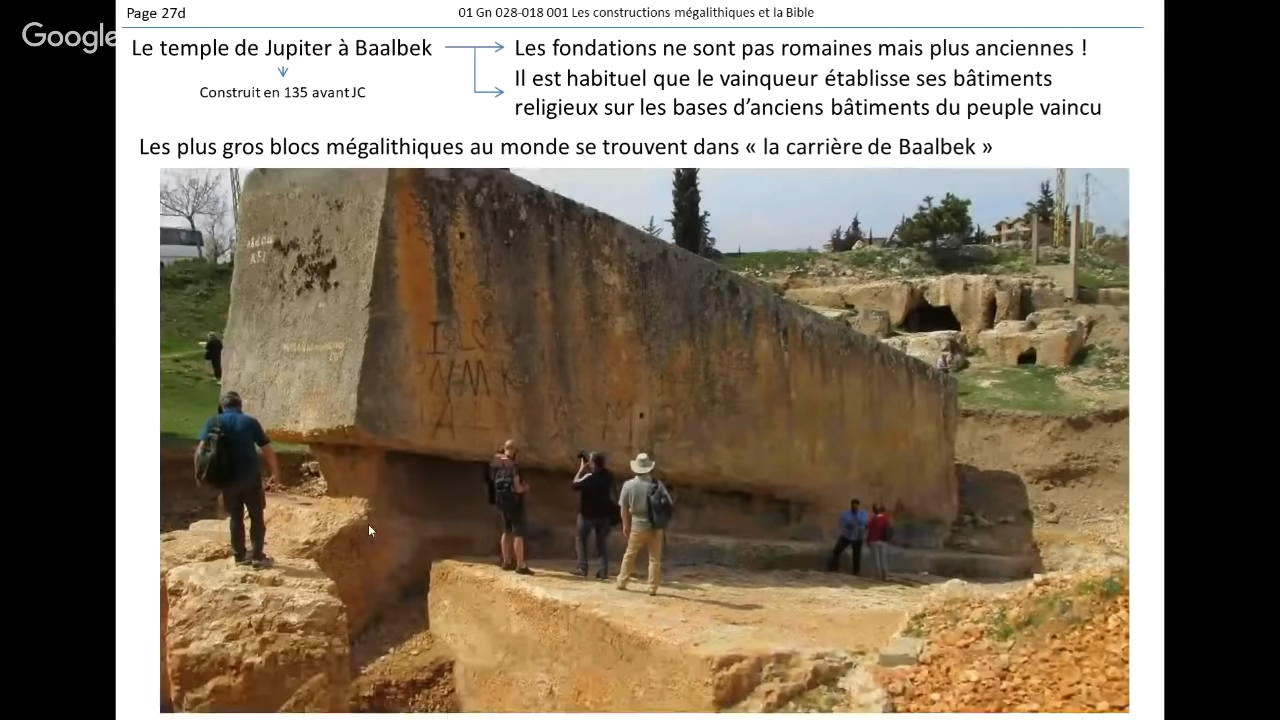 Page 27d
01 Gn 028-018 001 Les constructions mégalithiques et la Bible
Google
Le temple de Jupiter à Baalbek
Les fondations ne sont pas romaines mais plus anciennes !
Construit en 135 avant JC
Il est habituel que le vainqueur établisse ses bâtiments
religieux sur les bases d’anciens bâtiments du peuple vaincu
Les plus gros blocs mégalithiques au monde se trouvent dans « la carrière de Baalbek »